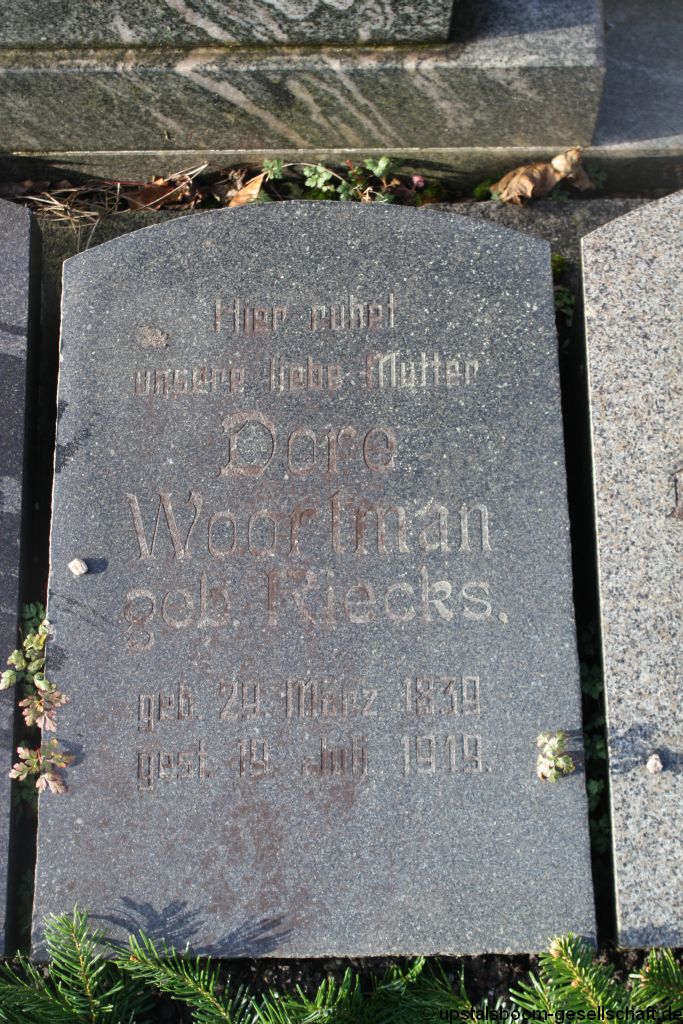 Hier ruhet
unsere liebe Mutter
Dore
Woortman
geb. Riecks.
geb. 29. März 1839
gest. 19. Juli 1919.
© upstalsboom-gesellschaft.de